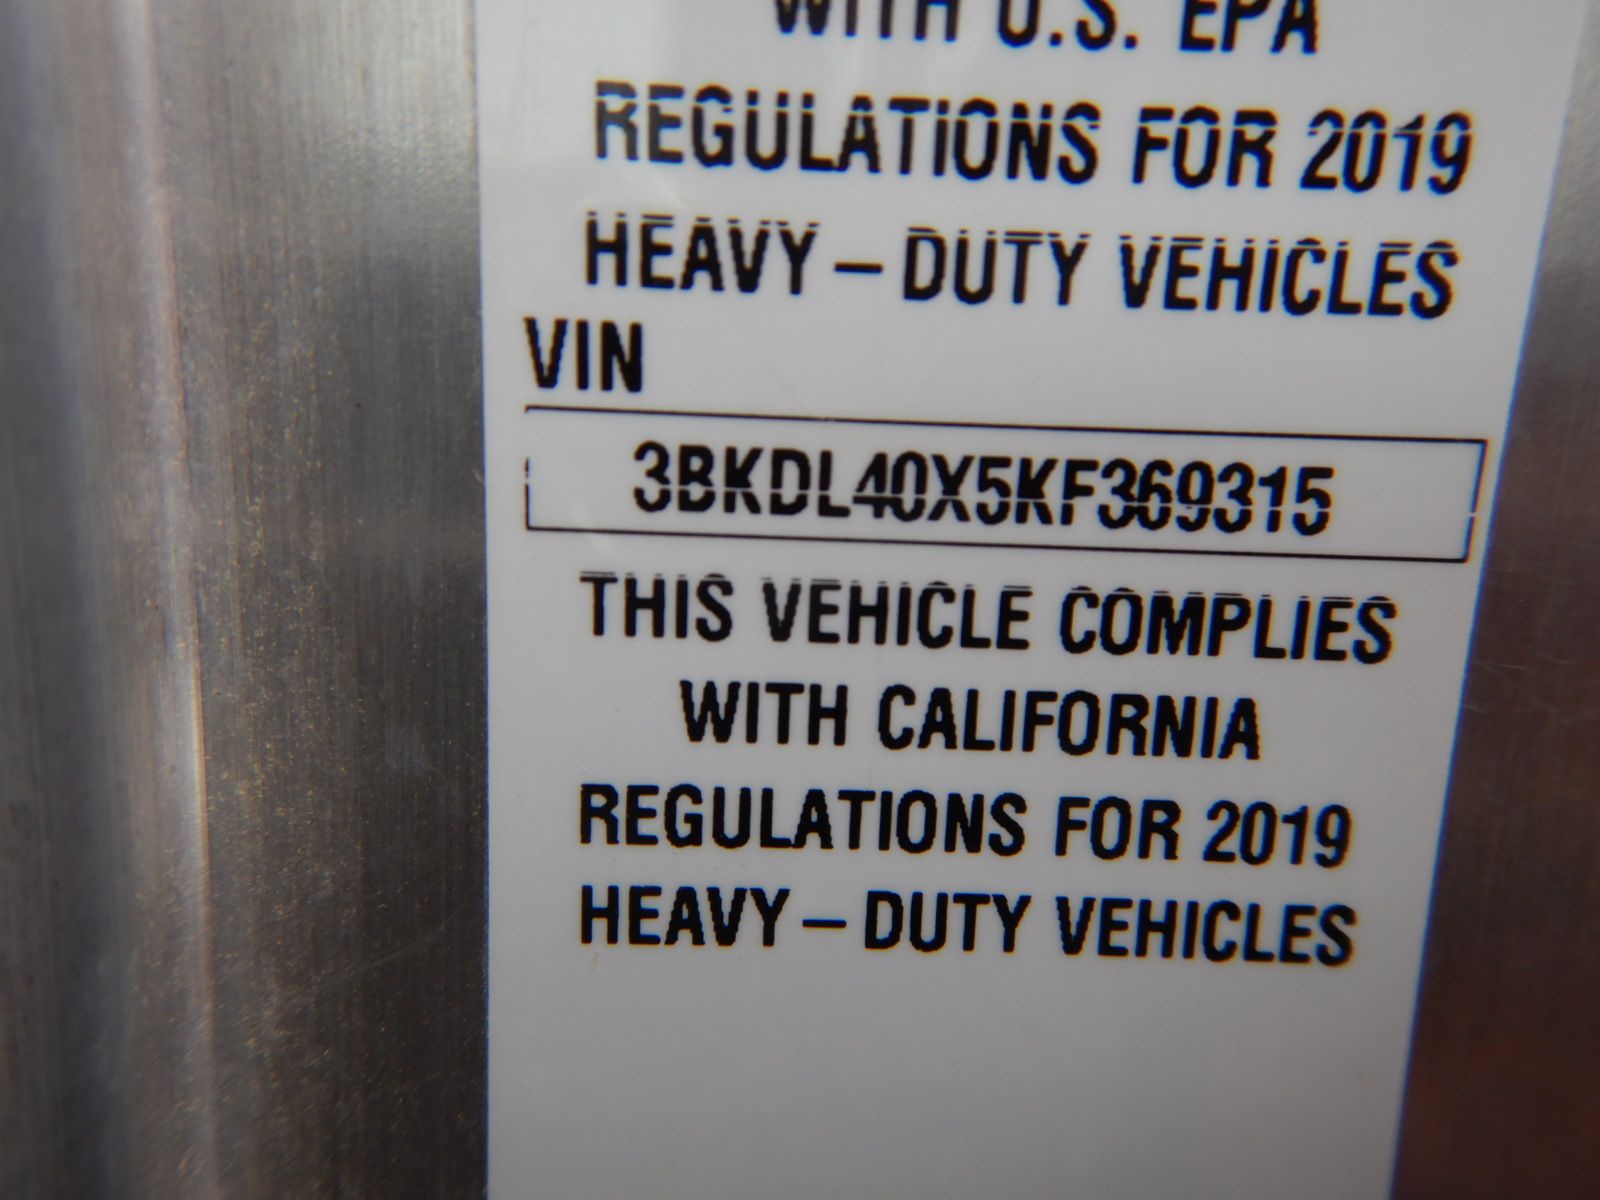 WITH U.S. EPA
REGULATIONS FOR 2019
HEAVY – DUTY VEHICLES
VIN
3BKDL40X5KF369315
THIS VEHICLE COMPLIES
WITH CALIFORNIA
REGULATIONS FOR 2019
HEAVY – DUTY VEHICLES